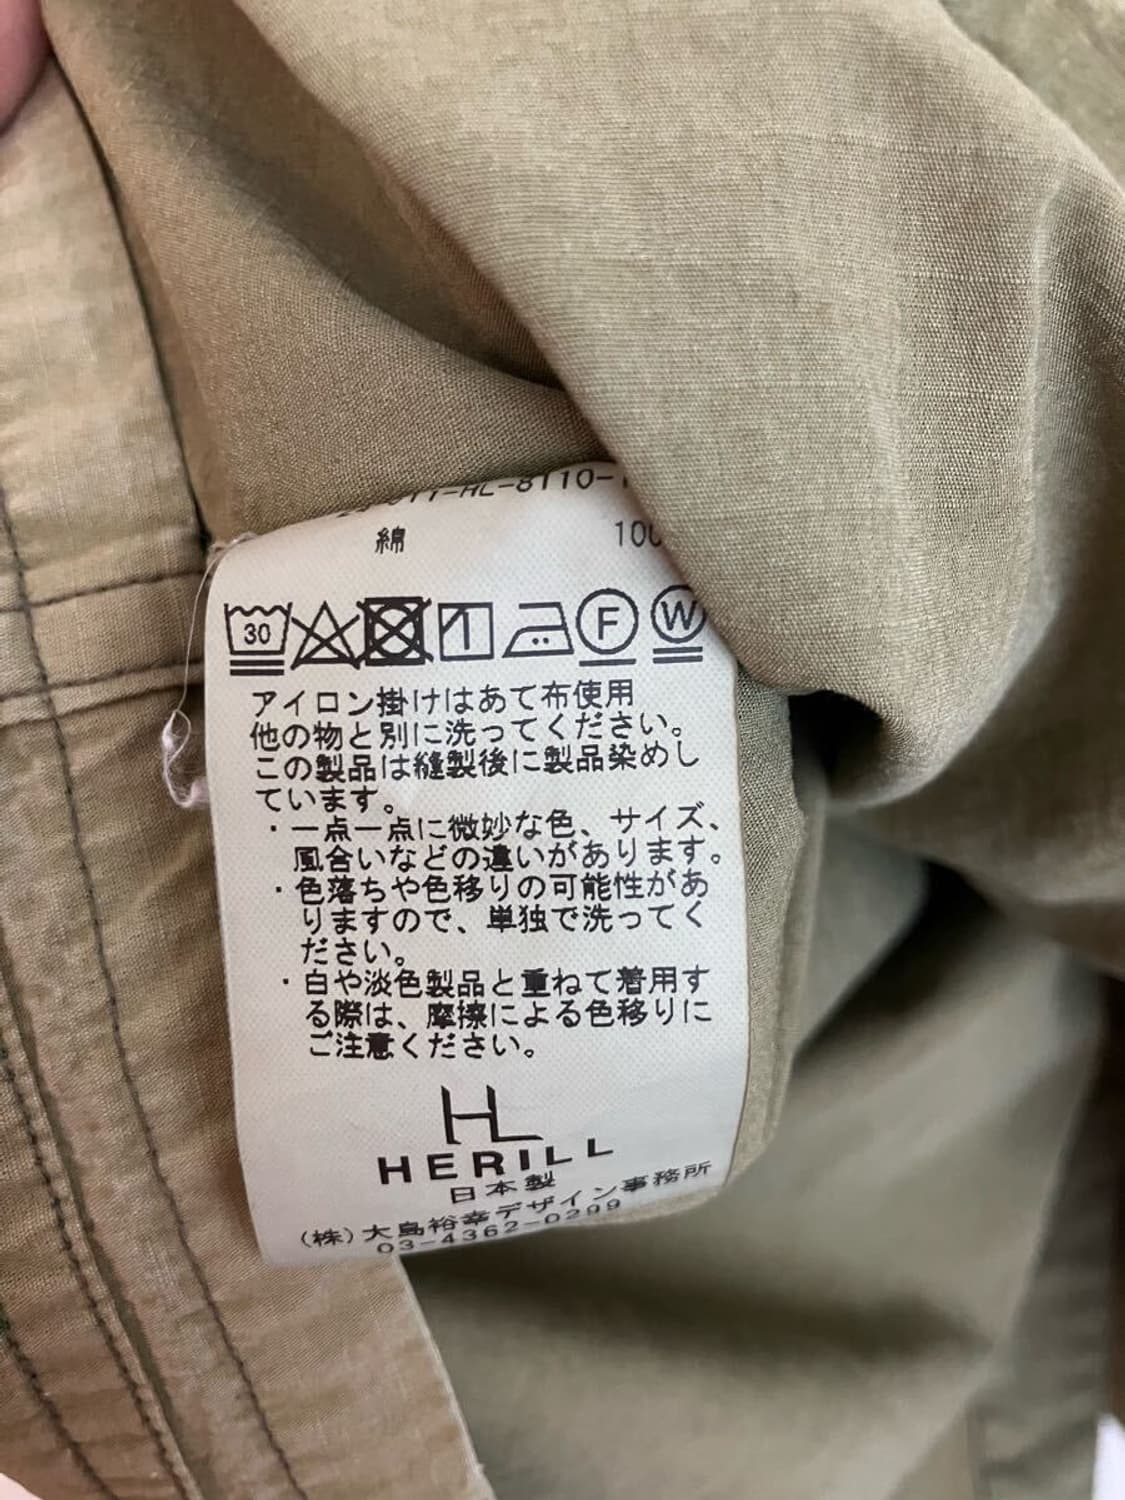 綿 100
30
F W
アイロン掛けはあて布使用
他の物と別に洗ってください。
この製品は縫製後に製品染めし
ています。
・一点一点に微妙な色、サイズ、
風合いなどの違いがあります。
・色落ちや色移りの可能性があ
りますので、単独で洗ってく
ださい。
・白や淡色製品と重ねて着用す
る際は、摩擦による色移りに
ご注意ください。
HL
HERILL
日本製
(株)大島裕幸デザイン事務所
03-4362-0299